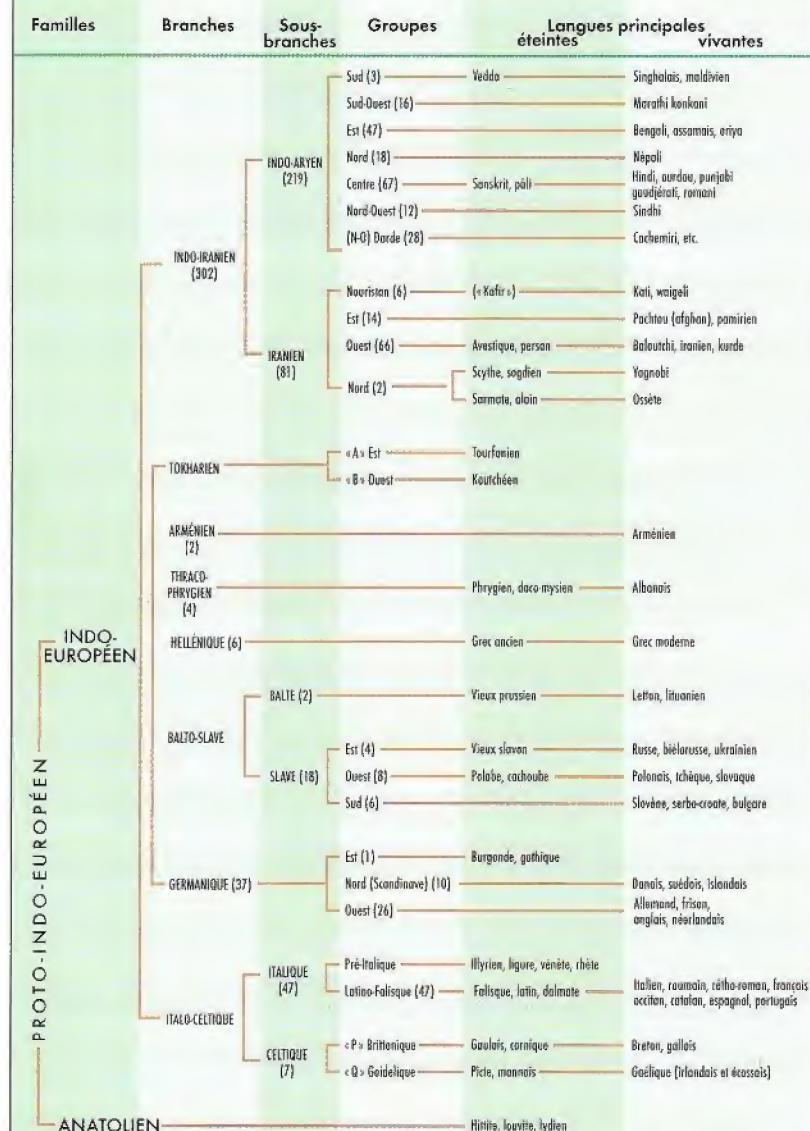 Familles Branches Sous-branches Groupes Langues principales
éteintes vivantes
Sud (3) Vedda Singhalais, maldivien
Sud-Ouest (16) Marathi konkani
Est (47) Bengali, assamais, oriya
INDO-ARYEN Nord (18) Népali
(219) Centre (67) Sanskrit, pâli Hindi, ourdou, punjabi
goudjérati, romani
Nord-Ouest (12) Sindhi
(N-O) Darde (28) Cachemiri, etc.
INDO-IRANIEN
(302)
Nouristan (6) (« Kafir ») Kati, waigeli
Est (14) Pachtou (afghan), pamirien
IRANIEN Ouest (66) Avestique, persan Baloutchi, iranien, kurde
(81) Nord (2) Scythe, sogdien Yagnobi
Sarmate, alain Ossète
TOKHARIEN « A » Est Tourfanien
« B » Ouest Koutchéen
ARMÉNIEN Arménien
(2)
THRACO-
PHRYGIEN Phrygien, daco-mysien Albanais
(4)
INDO-
EUROPÉEN
HELLÉNIQUE (6) Grec ancien Grec moderne
BALTO-SLAVE BALTE (2) Vieux prussien Letton, lituanien
SLAVE (18) Est (4) Vieux slavon Russe, biélarusse, ukrainien
Ouest (8) Polabe, cachoube Polonais, tchèque, slovaque
Sud (6) Slovène, serbo-croate, bulgare
PROTO-INDO-EUROPÉEN
GERMANIQUE (37) Est (1) Burgonde, gothique
Nord (Scandinave) (10) Danois, suédois, islandais
Ouest (26) Allemand, frison,
anglais, néerlandais
ITALO-CELTIQUE
ITALIQUE Pré-Italique Illyrien, ligure, vénète, rhète
(47) Latino-Falisque (47) Falisque, latin, dalmate Italien, roumain, rétho-roman, français
occitan, catalan, espagnol, portugais
CELTIQUE « P » Brittonique Gaulois, cornique Breton, gallois
(7) « Q » Goidelique Picte, mannois Gaélique (irlandais et écossais)
ANATOLIEN Hittite, louvite, lydien